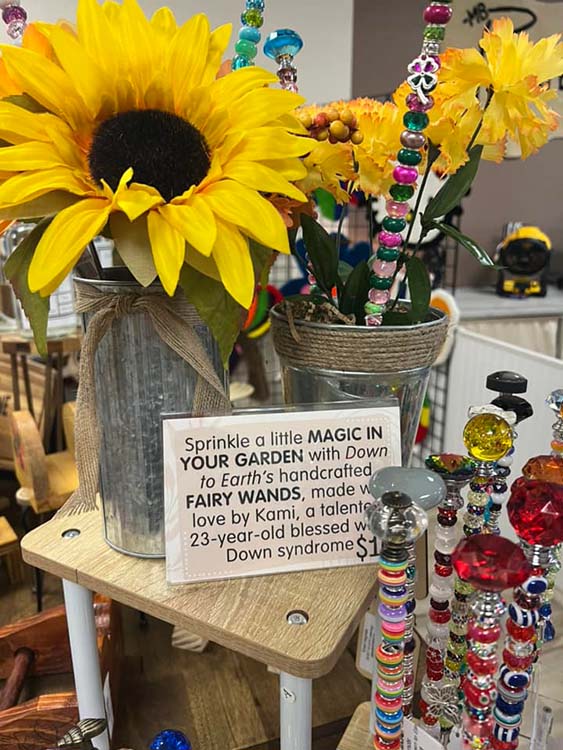 Sprinkle a little MAGIC IN
YOUR GARDEN with Down
to Earth's handcrafted
FAIRY WANDS, made
love by Kami, a
23-year-old blessed
Down syndrome $1